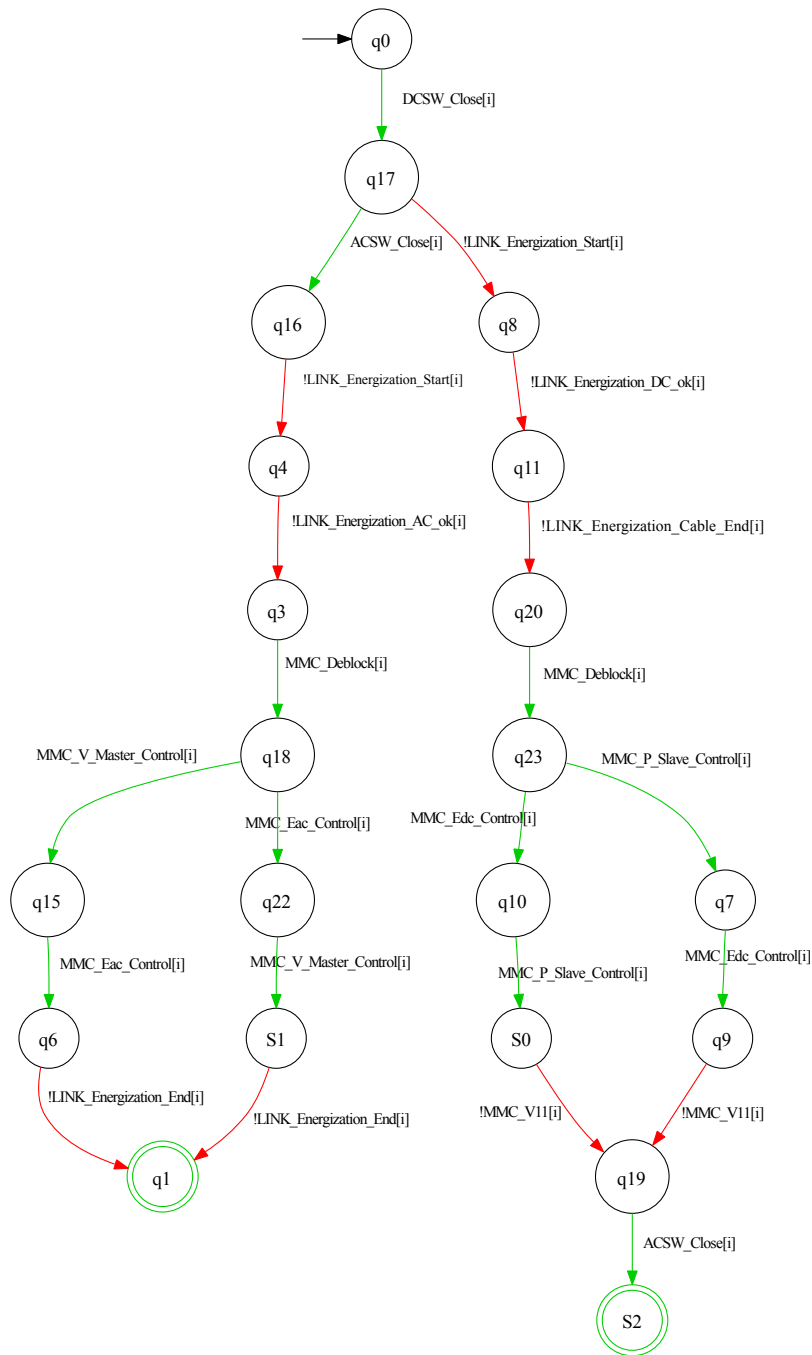 q0
DCSW_Close[i]
q17
ACSW_Close[i]
!LINK_Energization_Start[i]
q16
q8
!LINK_Energization_Start[i]
!LINK_Energization_DC_ok[i]
q4
q11
!LINK_Energization_AC_ok[i]
!LINK_Energization_Cable_End[i]
q3
q20
MMC_Deblock[i]
MMC_Deblock[i]
MMC_V_Master_Control[i]
q18
q23
MMC_P_Slave_Control[i]
MMC_Eac_Control[i]
MMC_Edc_Control[i]
q15
q22
q10
q7
MMC_Eac_Control[i]
MMC_V_Master_Control[i]
MMC_P_Slave_Control[i]
MMC_Edc_Control[i]
q6
S1
S0
q9
!LINK_Energization_End[i]
!LINK_Energization_End[i]
!MMC_V11[i]
!MMC_V11[i]
q1
q19
ACSW_Close[i]
S2